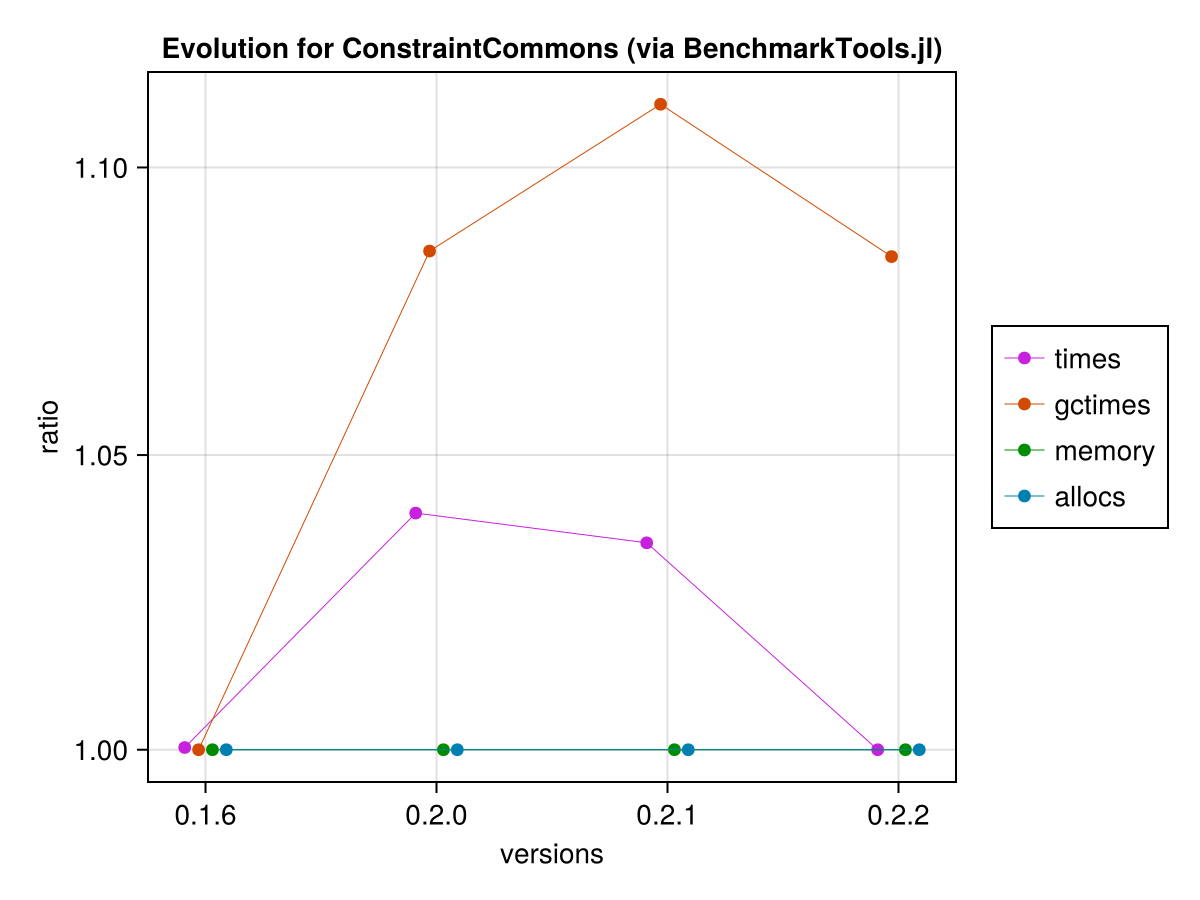 Evolution for ConstraintCommons (via BenchmarkTools.jl)
1.10
1.05
1.00
ratio
0.1.6 0.2.0 0.2.1 0.2.2
versions
times
gctimes
memory
allocs